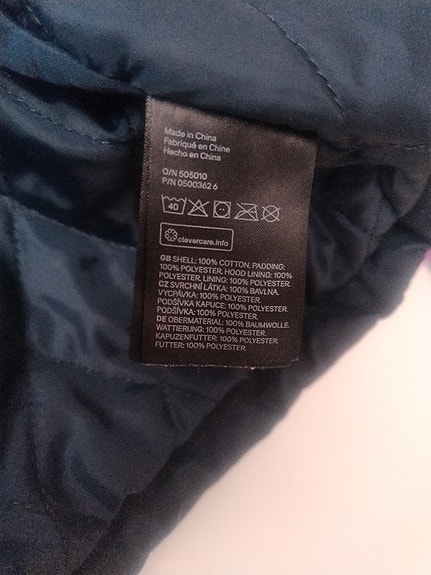 Made in China
Fabriqué en Chine
Hecho en China
O/N 505010
P/N 0500362 6
40
clevercare.info
GB SHELL: 100% COTTON, PADDING:
100% POLYESTER, HOOD LINING: 100%
POLYESTER, LINING: 100% POLYESTER.
CZ SVRCHNÍ LÁTKA: 100% BAVLNA.
VYCPÁVKA: 100% POLYESTER.
PODŠÍVKA KAPUCE: 100% POLYESTER.
PODŠÍVKA: 100% POLYESTER.
DE OBERMATERIAL: 100% BAUMWOLLE.
WATTIERUNG: 100% POLYESTER.
KAPUZENFUTTER: 100% POLYESTER.
FUTTER: 100% POLYESTER.